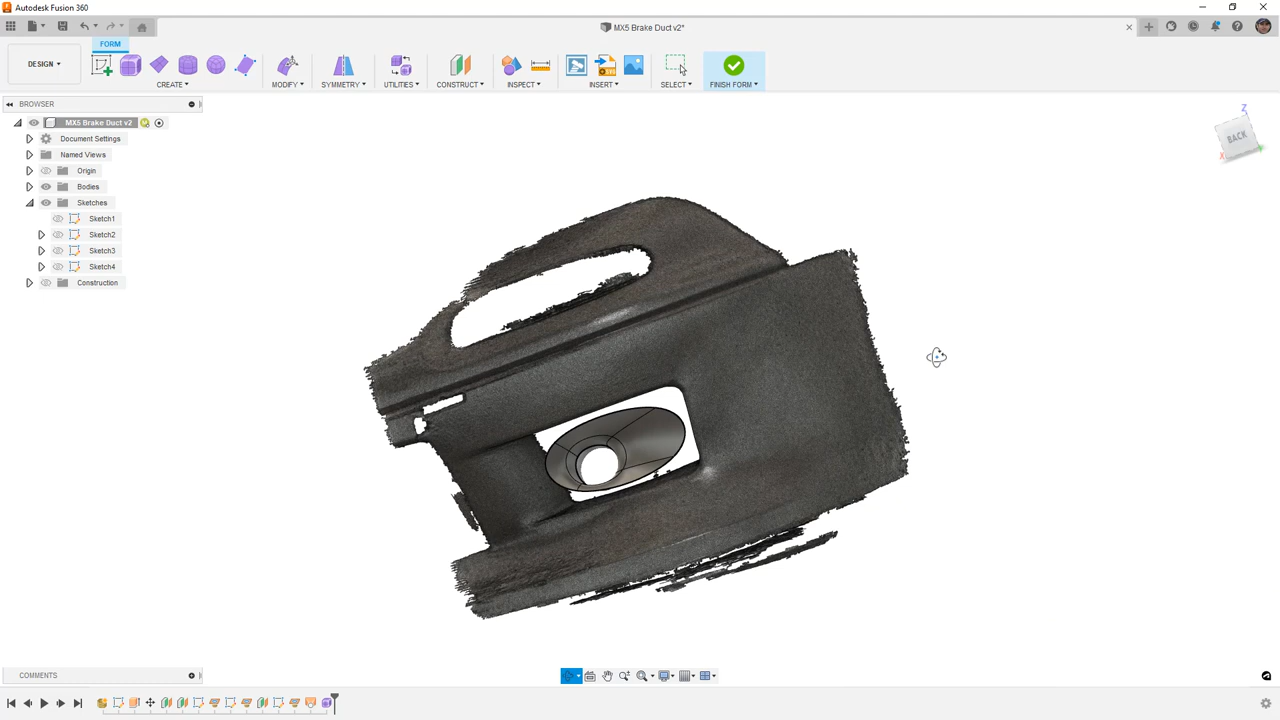 Autodesk Fusion 360
MX5 Brake Duct v2*
FORM
DESIGN
CREATE
MODIFY
SYMMETRY
UTILITIES
CONSTRUCT
INSPECT
INSERT
SELECT
FINISH FORM
BROWSER
MX5 Brake Duct v2
Document Settings
Named Views
Origin
Bodies
Sketches
Sketch1
Sketch2
Sketch3
Sketch4
Construction
Z
BACK
X
COMMENTS